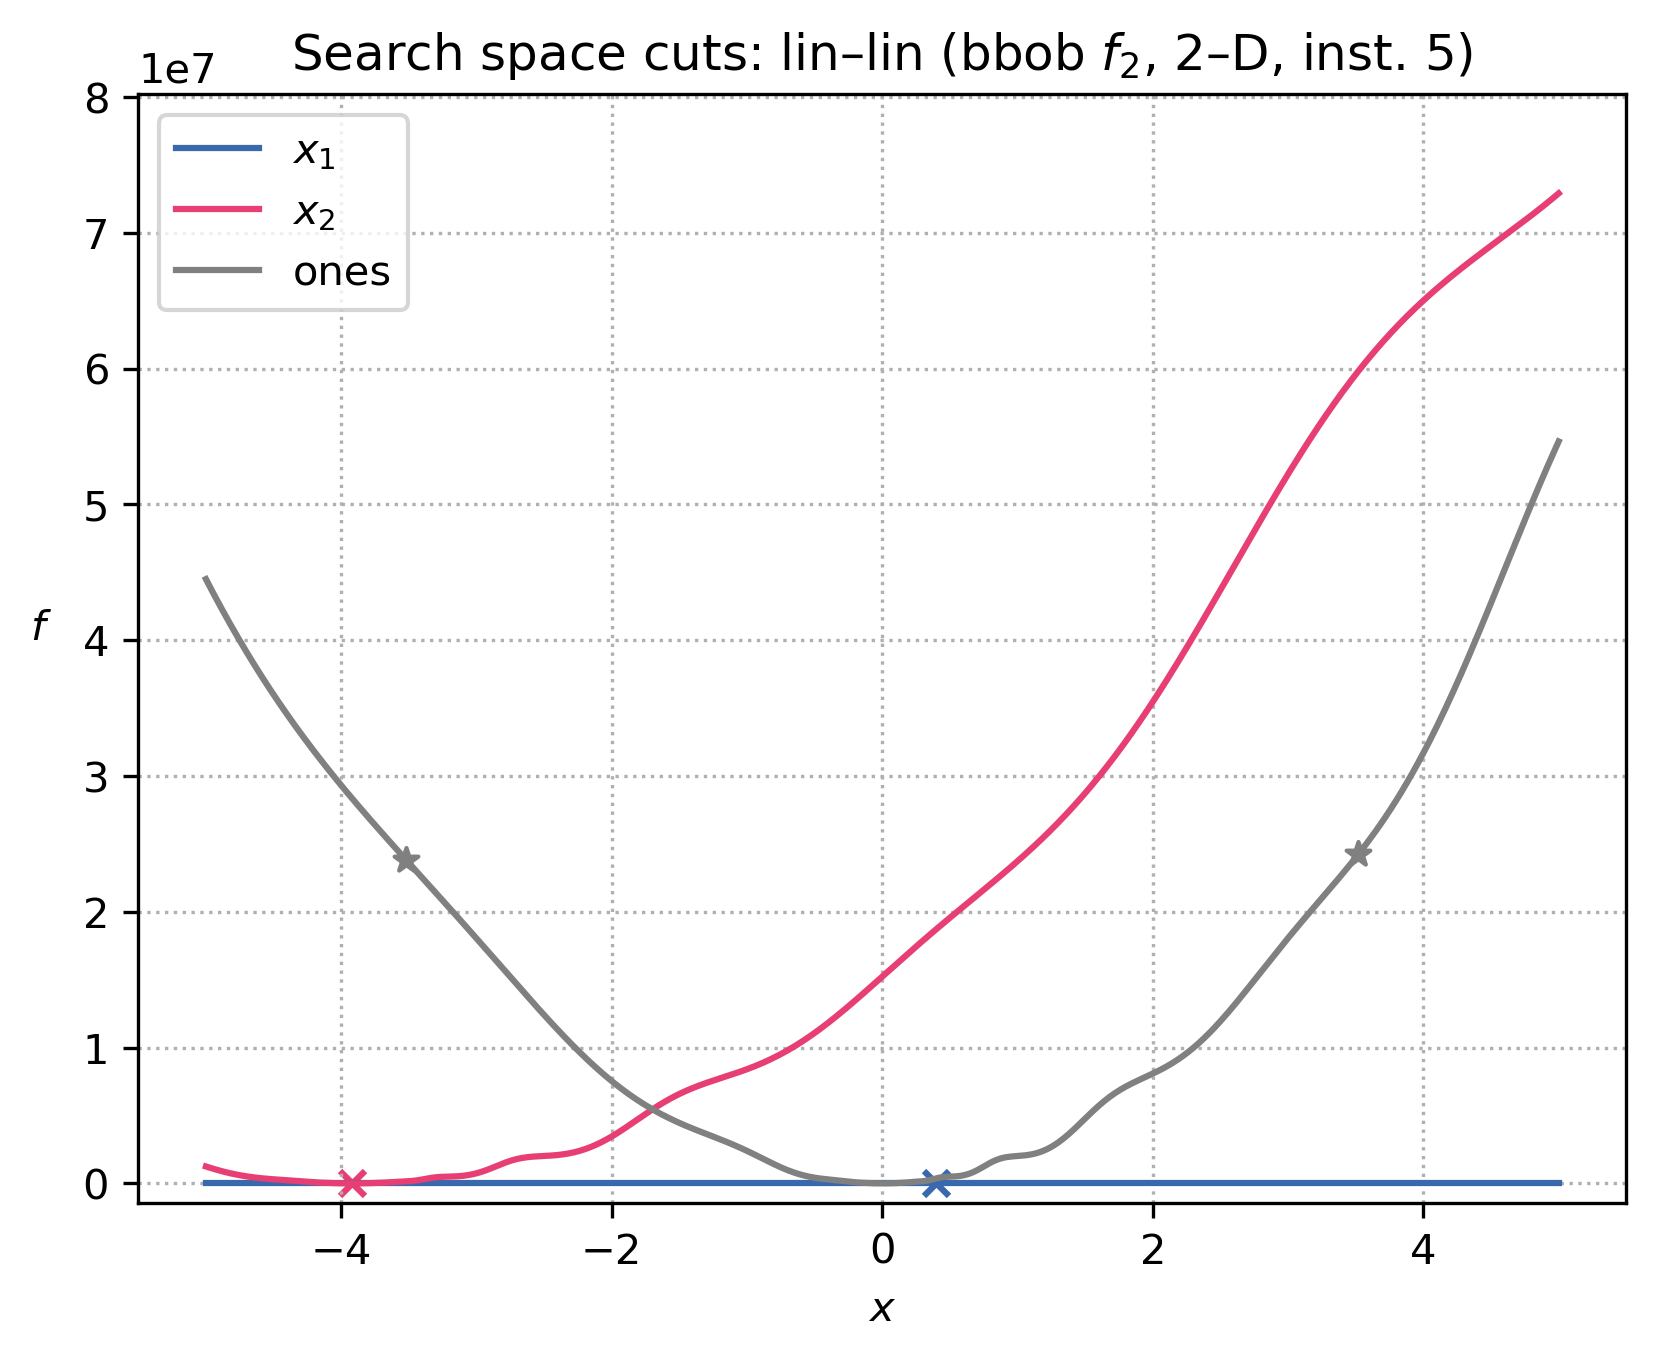 Search space cuts: lin–lin (bbob f₂, 2–D, inst. 5)
1e7
x₁
x₂
ones
8
7
6
5
4
3
2
1
0
f
−4
−2
0
2
4
x